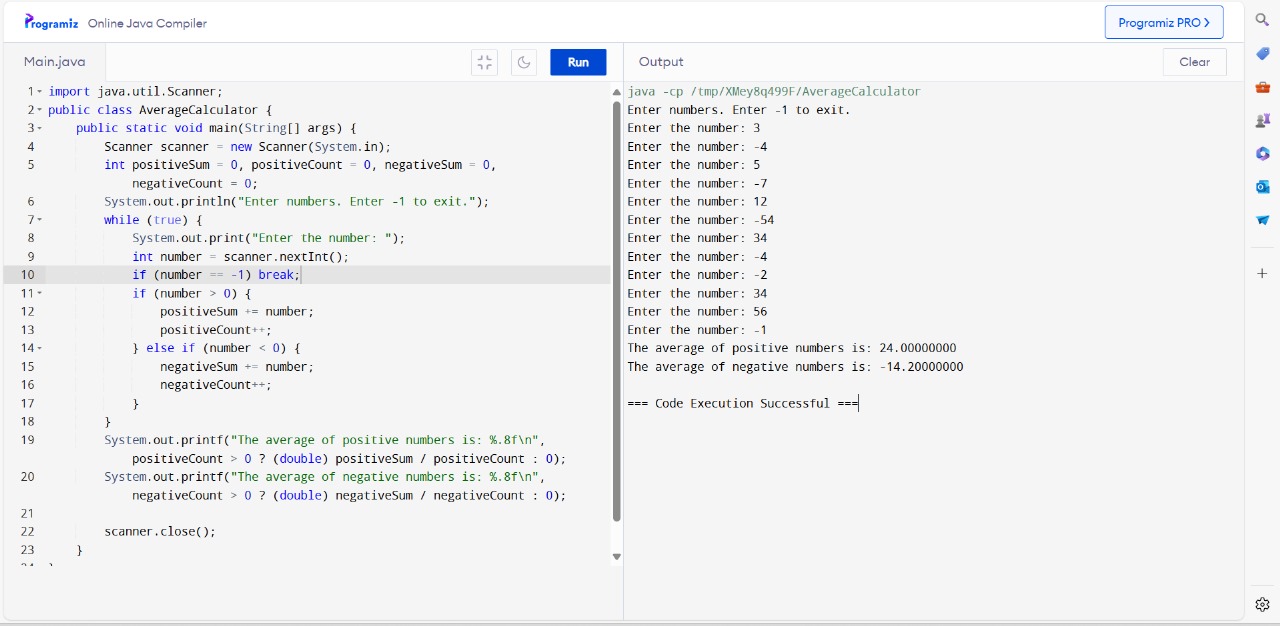 Programiz Online Java Compiler
Programiz PRO >
Main.java
Run
Output
Clear
1 import java.util.Scanner;
2 public class AverageCalculator {
3 public static void main(String[] args) {
4 Scanner scanner = new Scanner(System.in);
5 int positiveSum = 0, positiveCount = 0, negativeSum = 0,
negativeCount = 0;
6 System.out.println("Enter numbers. Enter -1 to exit.");
7 while (true) {
8 System.out.print("Enter the number: ");
9 int number = scanner.nextInt();
10 if (number == -1) break;
11 if (number > 0) {
12 positiveSum += number;
13 positiveCount++;
14 } else if (number < 0) {
15 negativeSum += number;
16 negativeCount++;
17 }
18 }
19 System.out.printf("The average of positive numbers is: %.8f\n",
positiveCount > 0 ? (double) positiveSum / positiveCount : 0);
20 System.out.printf("The average of negative numbers is: %.8f\n",
negativeCount > 0 ? (double) negativeSum / negativeCount : 0);
21
22 scanner.close();
23 }
java -cp /tmp/XMey8q499F/AverageCalculator
Enter numbers. Enter -1 to exit.
Enter the number: 3
Enter the number: -4
Enter the number: 5
Enter the number: -7
Enter the number: 12
Enter the number: -54
Enter the number: 34
Enter the number: -4
Enter the number: -2
Enter the number: 34
Enter the number: 56
Enter the number: -1
The average of positive numbers is: 24.00000000
The average of negative numbers is: -14.20000000
=== Code Execution Successful ===